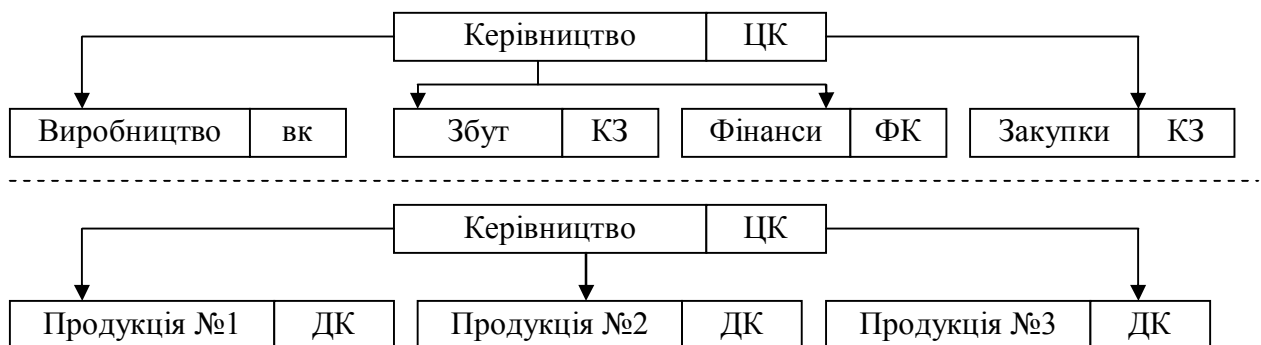 Керівництво ЦК
Виробництво вк Збут КЗ Фінанси ФК Закупки КЗ
Керівництво ЦК
Продукція №1 ДК Продукція №2 ДК Продукція №3 ДК